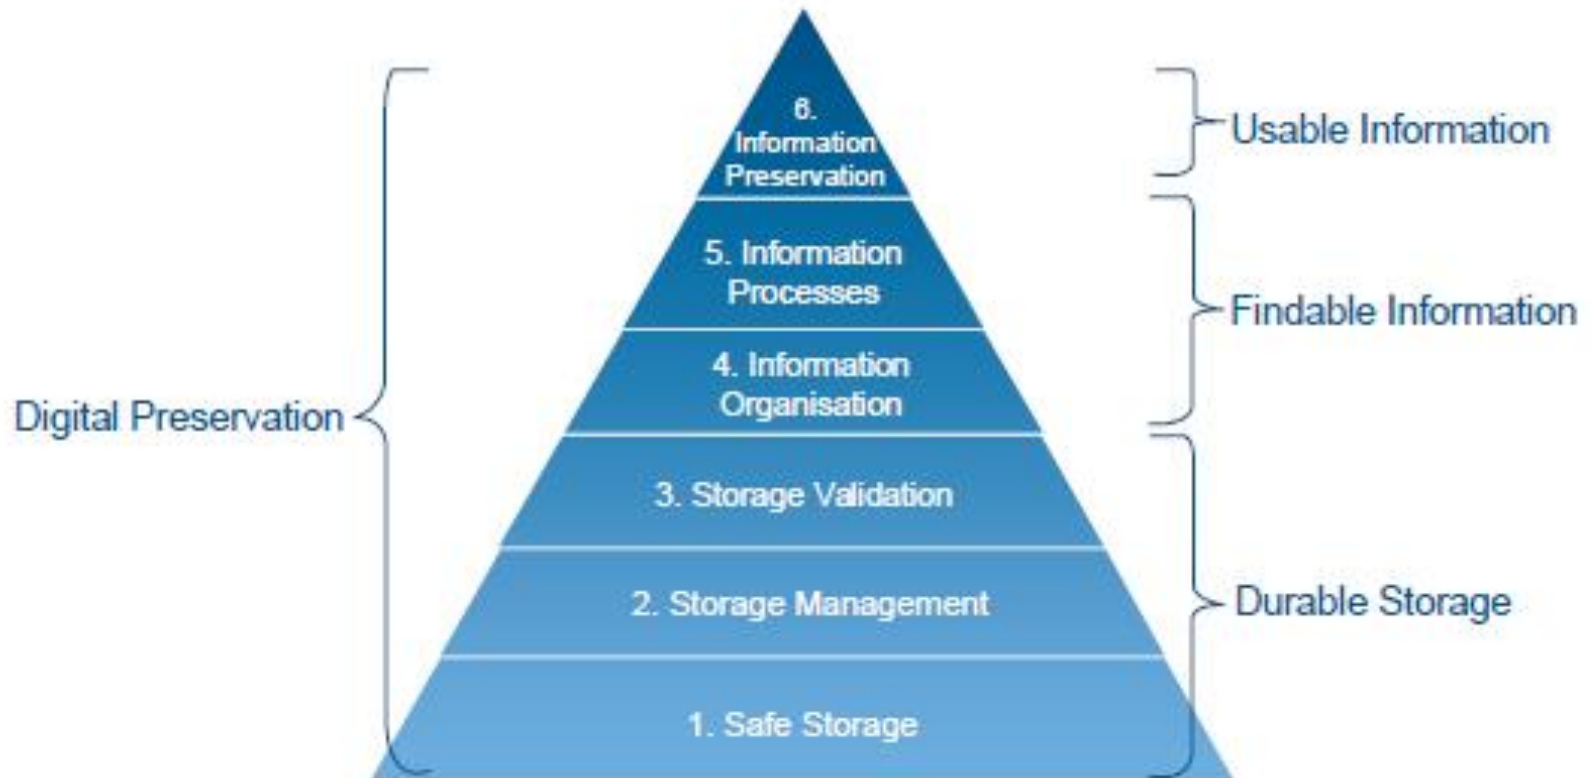 6.
Information
Preservation
Usable Information
5. Information
Processes
Findable Information
4. Information
Organisation
Digital Preservation
3. Storage Validation
2. Storage Management
Durable Storage
1. Safe Storage